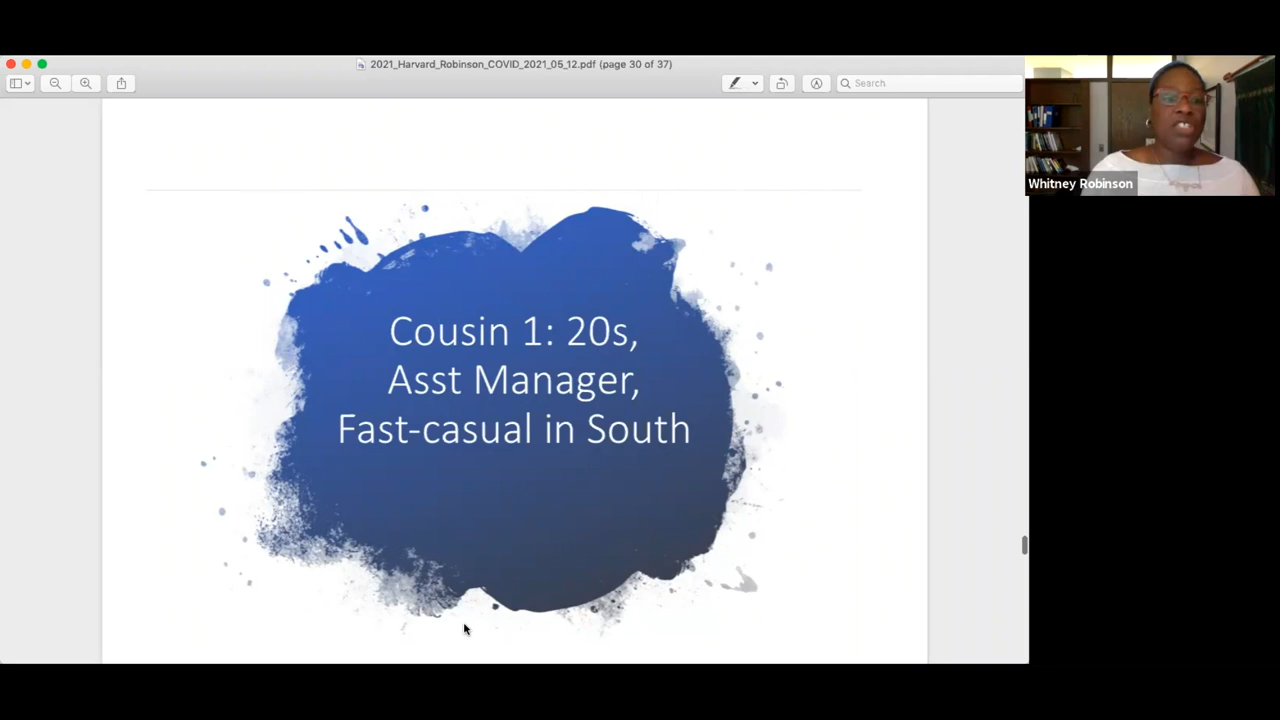 2021_Harvard_Robinson_COVID_2021_05_12.pdf (page 30 of 37)
Search
Whitney Robinson
Cousin 1: 20s,
Asst Manager,
Fast-casual in South